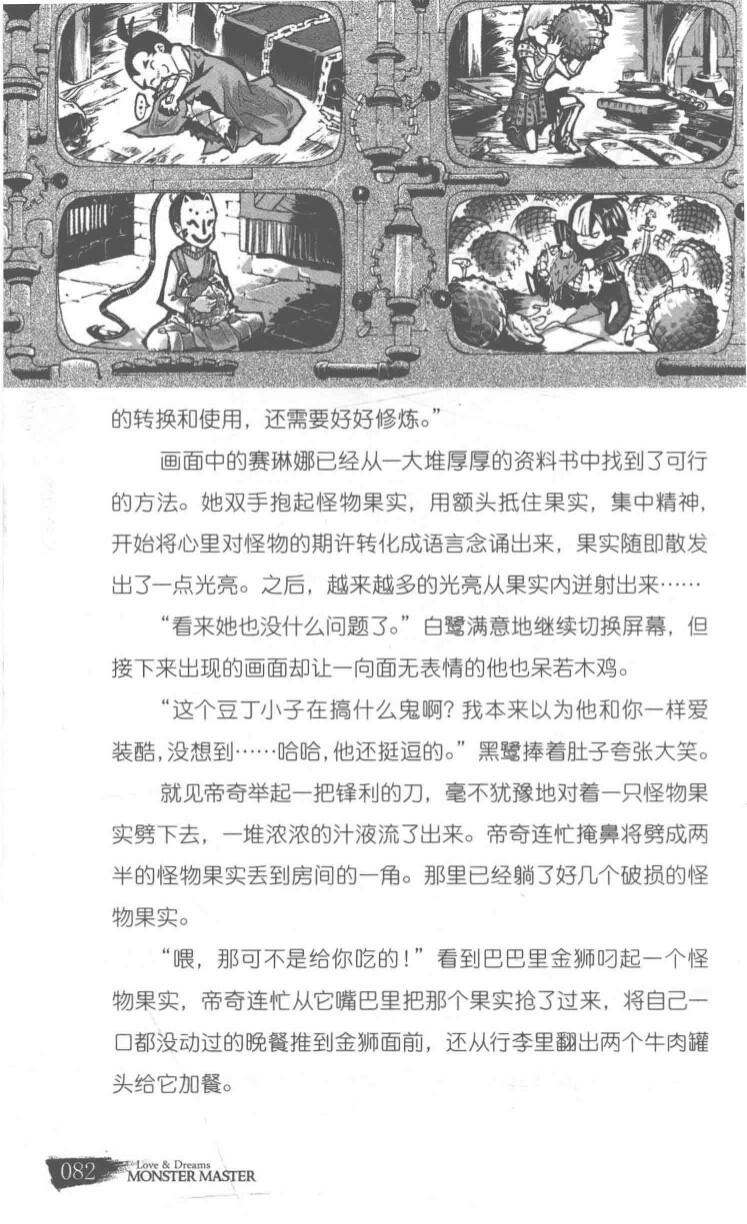 的转换和使用，还需要好好修炼。”
画面中的赛琳娜已经从一大堆厚厚的资料书中找到了可行
的方法。她双手抱起怪物果实，用额头抵住果实，集中精神，
开始将心里对怪物的期许转化成语言念诵出来，果实随即散发
出了一点光亮。之后，越来越多的光亮从果实内迸射出来……
“看来她也没什么问题了。”白鹭满意地继续切换屏幕，但
接下来出现的画面却让一向面无表情的他也呆若木鸡。
“这个豆丁小子在搞什么鬼啊？我本来以为他和你一样爱
装酷，没想到……哈哈，他还挺逗的。”黑鹭捧着肚子夸张大笑。
就见帝奇举起一把锋利的刀，毫不犹豫地对着一只怪物果
实劈下去，一堆浓浓的汁液流了出来。帝奇连忙掩鼻将劈成两
半的怪物果实丢到房间的一角。那里已经躺了好几个破损的怪
物果实。
“喂，那可不是给你吃的！”看到巴巴里金狮叼起一个怪
物果实，帝奇连忙从它嘴巴里把那个果实抢了过来，将自己一
口都没动过的晚餐推到金狮面前，还从行李里翻出两个牛肉罐
头给它加餐。
082
Love & Dreams
MONSTER MASTER